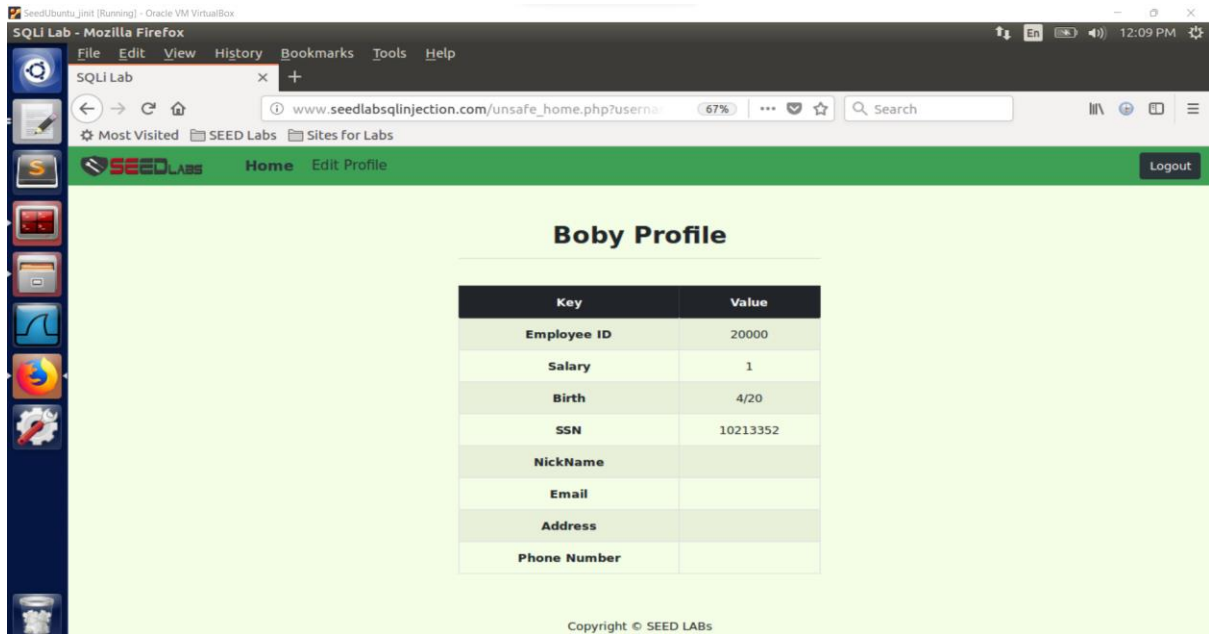 SeedUbuntu_jinit [Running] - Oracle VM VirtualBox
SQLi Lab - Mozilla Firefox
En
12:09 PM
File Edit View History Bookmarks Tools Help
SQLi Lab
www.seedlabsqlinjection.com/unsafe_home.php?userna
67%
Search
Most Visited SEED Labs Sites for Labs
SEEDLABS Home Edit Profile Logout
Boby Profile
Key Value
Employee ID 20000
Salary 1
Birth 4/20
SSN 10213352
NickName
Email
Address
Phone Number
Copyright © SEED LABs